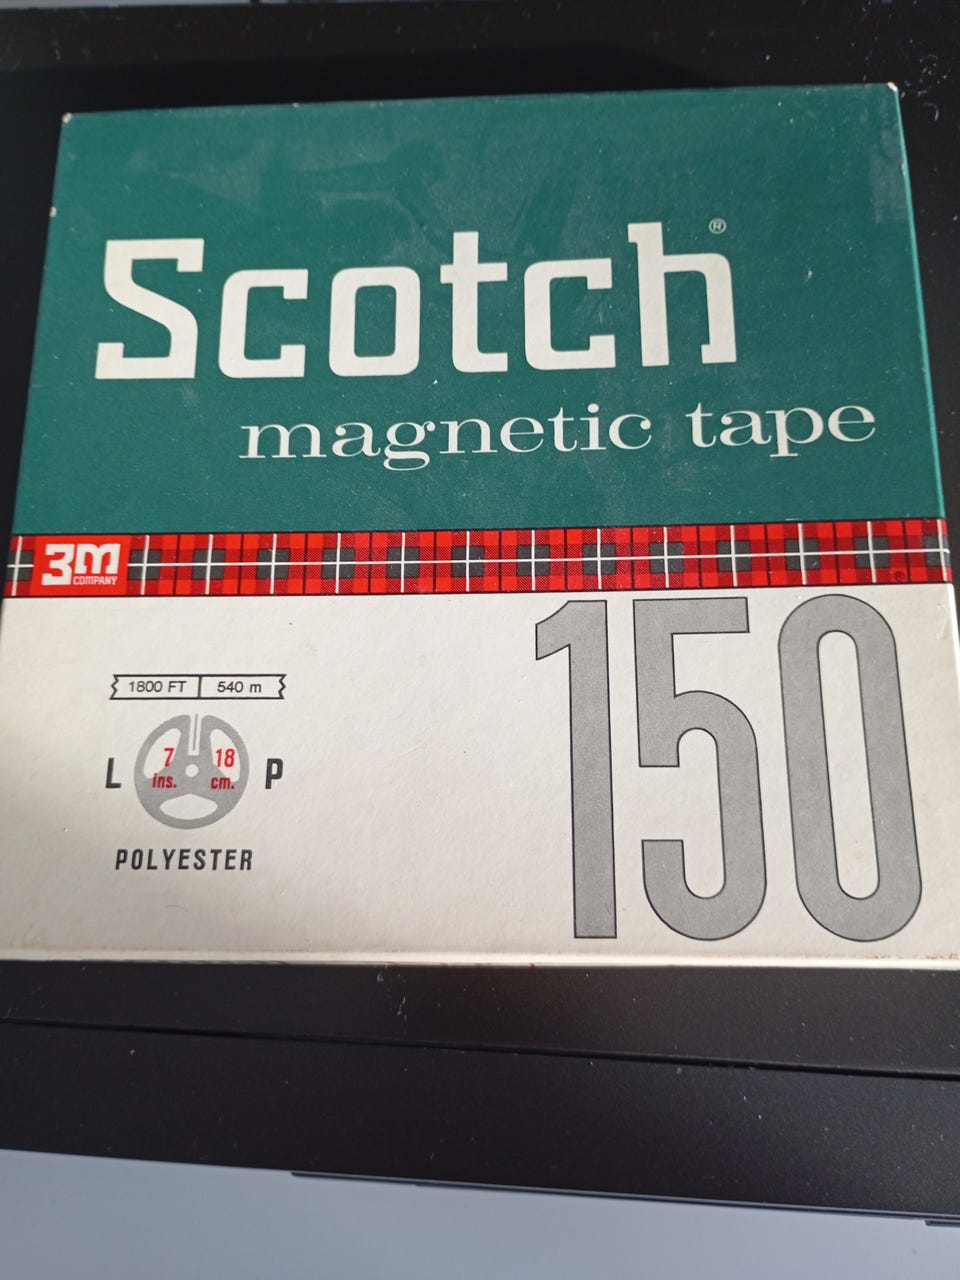 Scotch®
magnetic tape
3M
COMPANY
®
150
1800 FT 540 m
7 18
ins. cm.
L P
POLYESTER